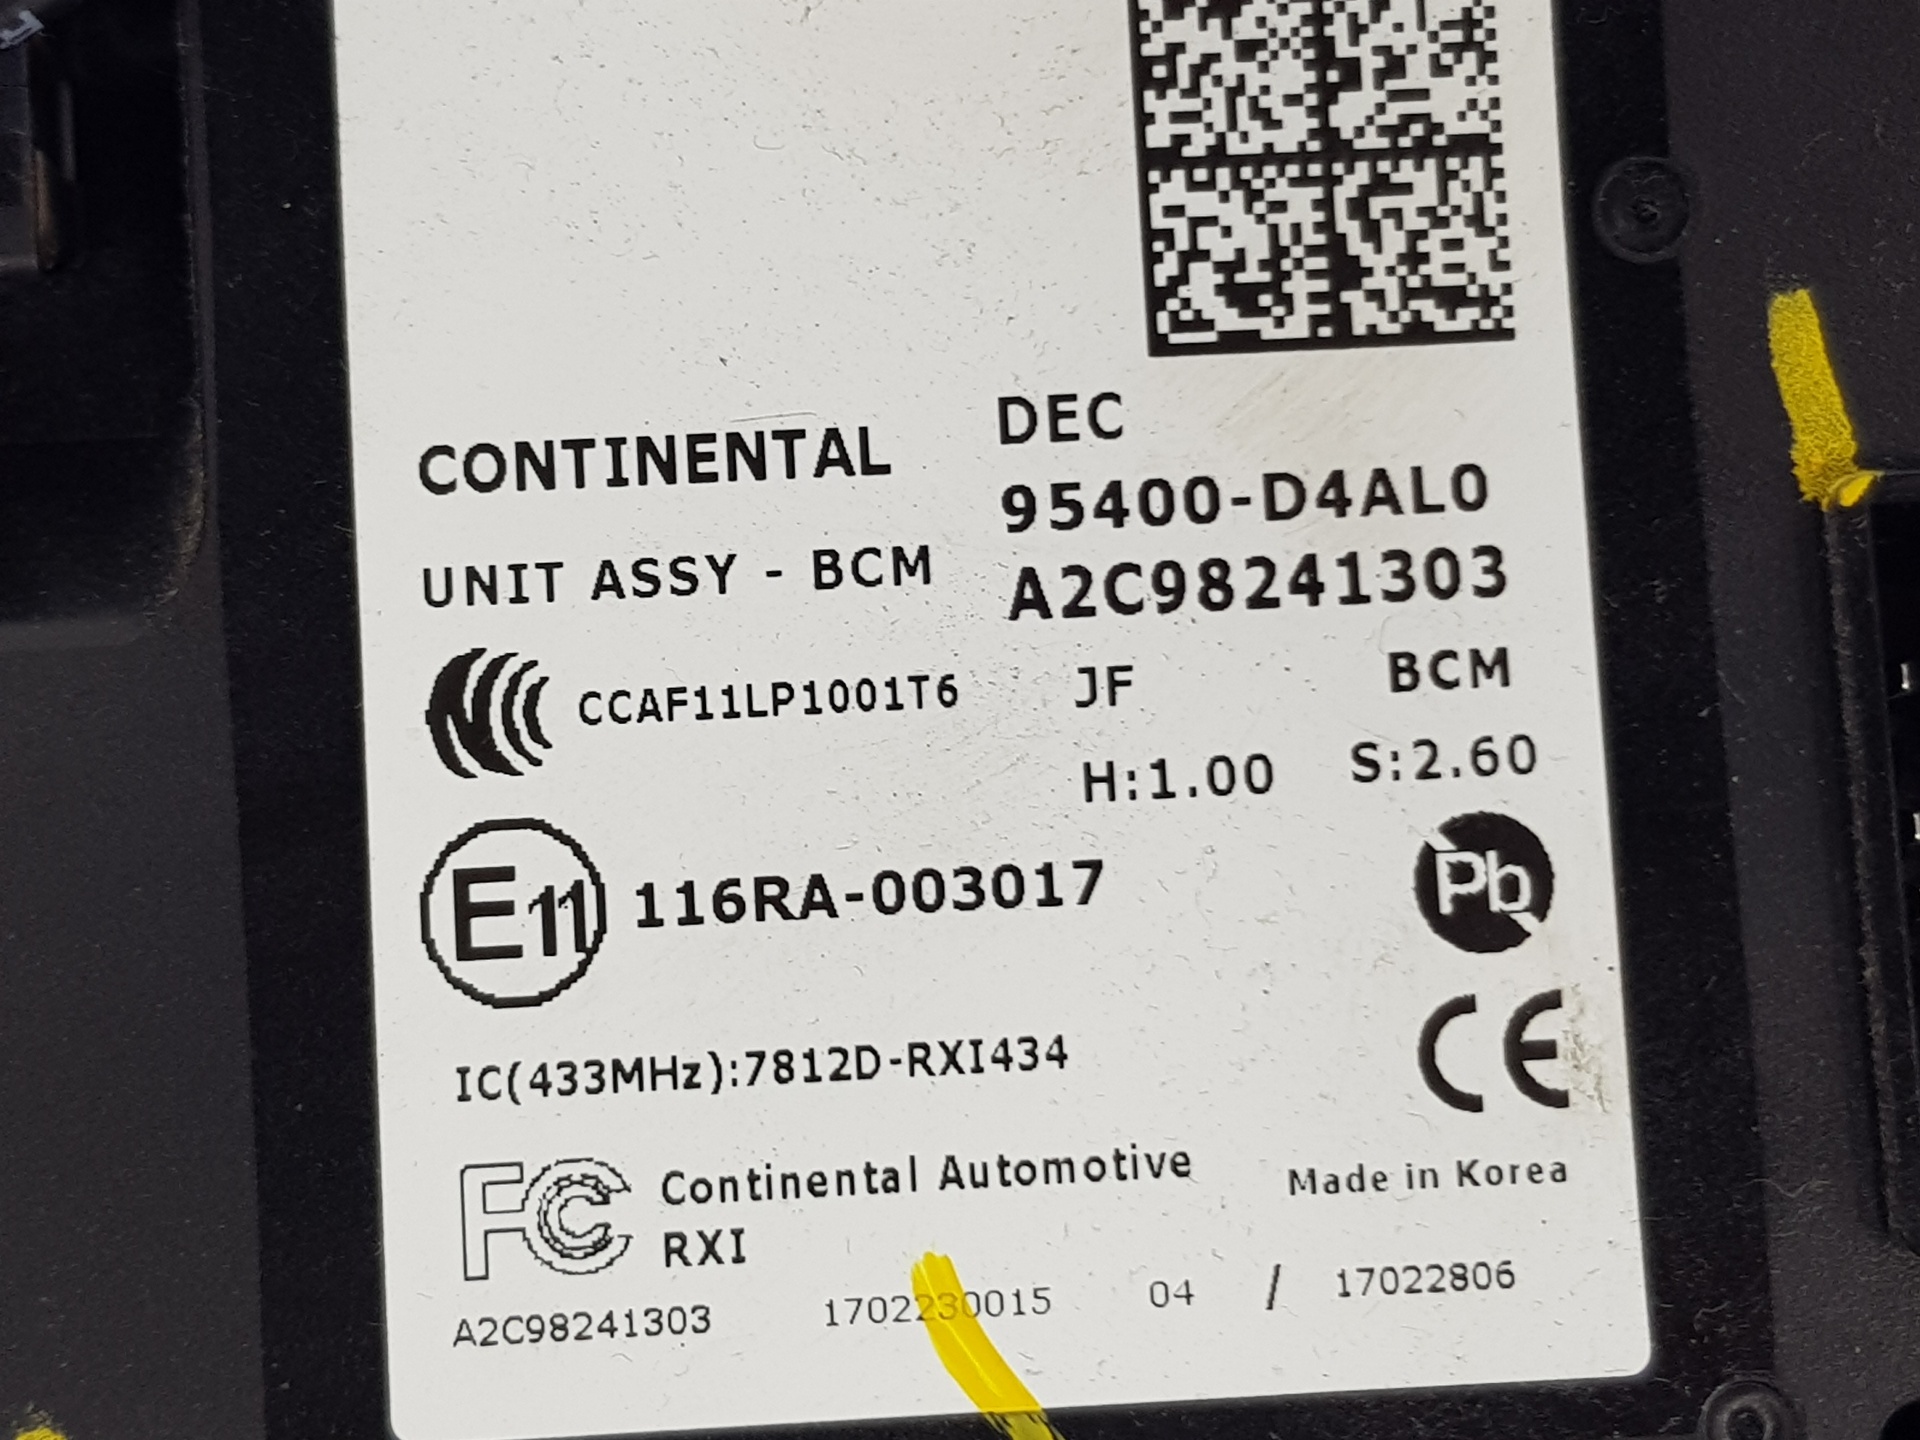 DEC
CONTINENTAL
95400-D4AL0
UNIT ASSY - BCM
A2C98241303
CCAF11LP1001T6
JF BCM
H:1.00 S:2.60
E11 116RA-003017
Pb
CE
IC(433MHz):7812D-RXI434
FC Continental Automotive
RXI
Made in Korea
A2C98241303 1702230015 04 / 17022806